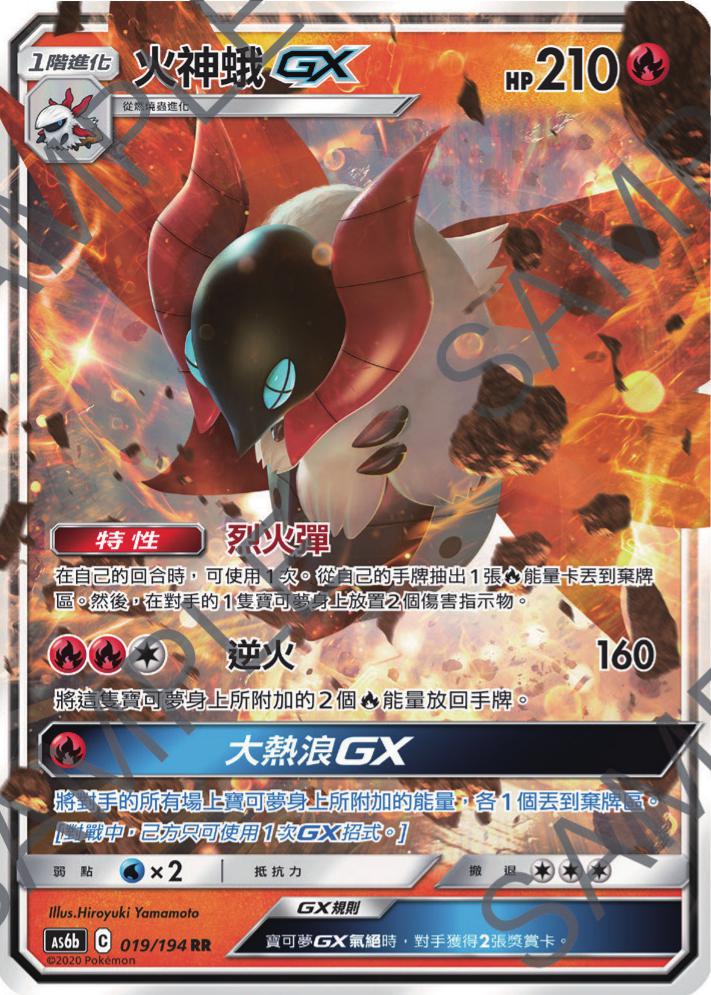 1階進化 火神蛾GX HP210
從燃燒蟲進化
特性 烈火彈
在自己的回合時，可使用1次。從自己的手牌抽出1張能量卡丟到棄牌
區。然後，在對手的1隻寶可夢身上放置2個傷害指示物。
逆火 160
將這隻寶可夢身上所附加的2個能量放回手牌。
大熱浪GX
將對手的所有場上寶可夢身上所附加的能量，各1個丟到棄牌區。
[對戰中，己方只可使用1次GX招式。]
弱點 ×2 抵抗力 撤退
Illus.Hiroyuki Yamamoto GX規則
AS6b C 019/194 RR 寶可夢GX氣絕時，對手獲得2張獎賞卡。
©2020 Pokémon
SAMPLE
SAMPLE
SAMPLE
SAMPLE